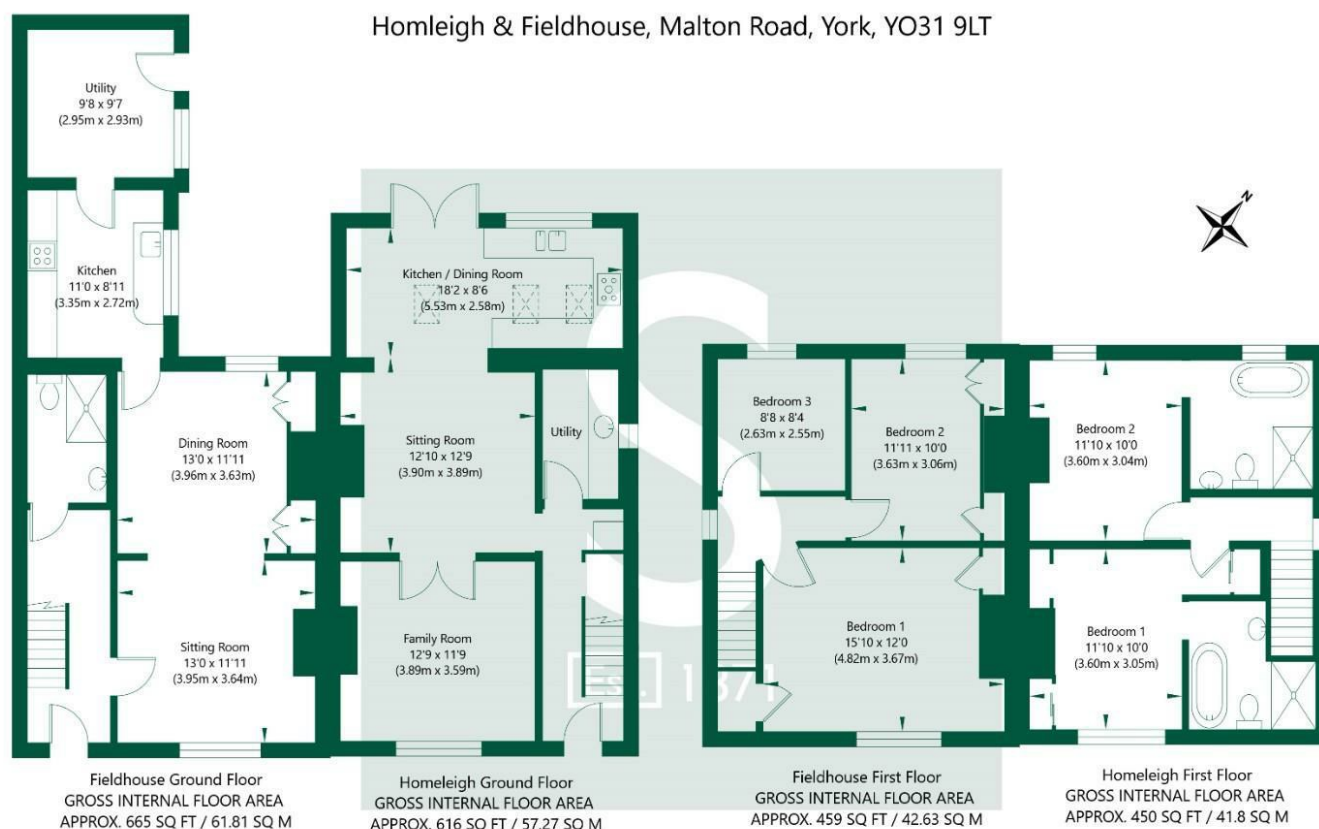 Homleigh & Fieldhouse, Malton Road, York, YO31 9LT
Utility
9'8 x 9'7
(2.95m x 2.93m)
Kitchen
11'0 x 8'11
(3.35m x 2.72m)
Dining Room
13'0 x 11'11
(3.96m x 3.63m)
Sitting Room
13'0 x 11'11
(3.95m x 3.64m)
Fieldhouse Ground Floor
GROSS INTERNAL FLOOR AREA
APPROX. 665 SQ FT / 61.81 SQ M
Kitchen / Dining Room
18'2 x 8'6
(5.53m x 2.58m)
Sitting Room
12'10 x 12'9
(3.90m x 3.89m)
Utility
Family Room
12'9 x 11'9
(3.89m x 3.59m)
Homeleigh Ground Floor
GROSS INTERNAL FLOOR AREA
APPROX. 616 SQ FT / 57.27 SQ M
S
Est. 1871
N
Bedroom 3
8'8 x 8'4
(2.63m x 2.55m)
Bedroom 2
11'11 x 10'0
(3.63m x 3.06m)
Bedroom 1
15'10 x 12'0
(4.82m x 3.67m)
Fieldhouse First Floor
GROSS INTERNAL FLOOR AREA
APPROX. 459 SQ FT / 42.63 SQ M
Bedroom 2
11'10 x 10'0
(3.60m x 3.04m)
Bedroom 1
11'10 x 10'0
(3.60m x 3.05m)
Homeleigh First Floor
GROSS INTERNAL FLOOR AREA
APPROX. 450 SQ FT / 41.8 SQ M